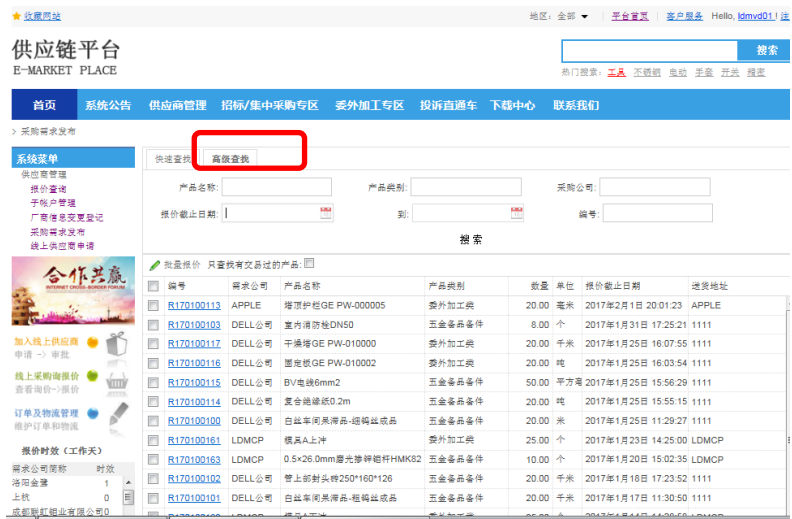 收藏网站 地区: 全部 平台首页 客户服务 Hello, ldmvd01 ! 注
供应链平台
E-MARKET PLACE
搜索
热门搜索: 工具 不锈钢 电动 手套 开关 精密
首页 系统公告 供应商管理 招标/集中采购专区 委外加工专区 投诉直通车 下载中心 联系我们
> 采购需求发布
系统菜单
供应商管理
报价查询
子帐户管理
厂商信息变更登记
采购需求发布
线上供应商申请
合作共赢
INTERNET CROSS-BORDER FORUM
加入线上供应商
申请 -> 审批
线上采购询报价
查看询价->报价
订单及物流管理
维护订单和物流
报价时效 (工作天)
需求公司简称 时效
洛阳金鹭 1
上杭 0
成都联虹钼业有限公司 0
快速查找 高级查找
产品名称: 产品类别: 采购公司:
报价截止日期: 到: 编号:
搜索
批量报价 只查找有交易过的产品:
编号 需求公司 产品名称 产品类别 数量 单位 报价截止日期 送货地址
R170100113 APPLE 塔顶护栏GE PW-000005 委外加工类 20.00 毫米 2017年2月1日 20:01:23 APPLE
R170100103 DELL公司 室内消防栓DN50 五金备品备件 8.00 个 2017年1月31日 17:25:21 1111
R170100117 DELL公司 干燥塔GE PW-010000 委外加工类 20.00 千米 2017年1月25日 16:07:55 1111
R170100116 DELL公司 固定板GE PW-010002 委外加工类 20.00 吨 2017年1月25日 16:03:54 1111
R170100115 DELL公司 BV电线6mm2 五金备品备件 50.00 平方毫 2017年1月25日 15:56:29 1111
R170100114 DELL公司 复合绝缘纸0.2m 五金备品备件 20.00 吨 2017年1月25日 15:55:15 1111
R170100100 DELL公司 白丝车间呆滞品-细钨丝成品 五金备品备件 20.00 米 2017年1月25日 11:29:27 1111
R170100161 LDMCP 模具A上冲 委外加工类 25.00 个 2017年1月23日 14:25:00 LDMCP
R170100163 LDMCP 0.5×26.0mm磨光掺锌钼杆HMK82 五金备品备件 10.00 个 2017年1月20日 15:02:35 LDMCP
R170100102 DELL公司 管上部封头砖250*160*126 五金备品备件 20.00 千米 2017年1月18日 17:23:52 1111
R170100101 DELL公司 白丝车间呆滞品-粗钨丝成品 五金备品备件 20.00 千米 2017年1月17日 11:30:50 1111